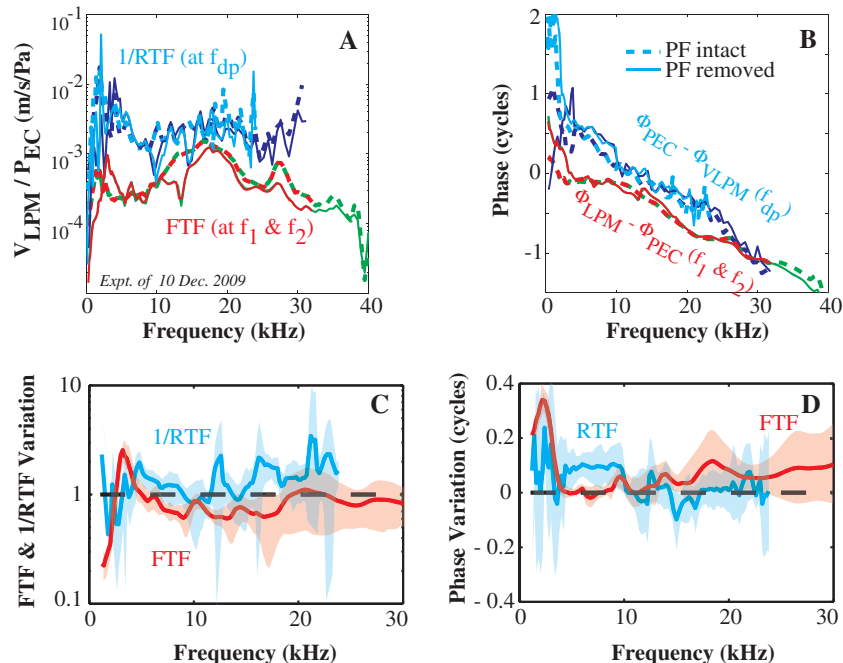 A
V_LPM / P_EC (m/s/Pa)
10^-1
10^-2
10^-3
10^-4
1/RTF (at f_dp)
FTF (at f_1 & f_2)
Expt. of 10 Dec. 2009
0 10 20 30 40
Frequency (kHz)
B
Phase (cycles)
2
1
0
-1
PF intact
PF removed
Φ_PEC - Φ_VLPM (f_dp)
Φ_LPM - Φ_PEC (f_1 & f_2)
0 10 20 30 40
Frequency (kHz)
C
FTF & 1/RTF Variation
10
1
0.1
1/RTF
FTF
0 10 20 30
Frequency (kHz)
D
Phase Variation (cycles)
0.4
0.2
0
- 0.2
- 0.4
RTF
FTF
0 10 20 30
Frequency (kHz)